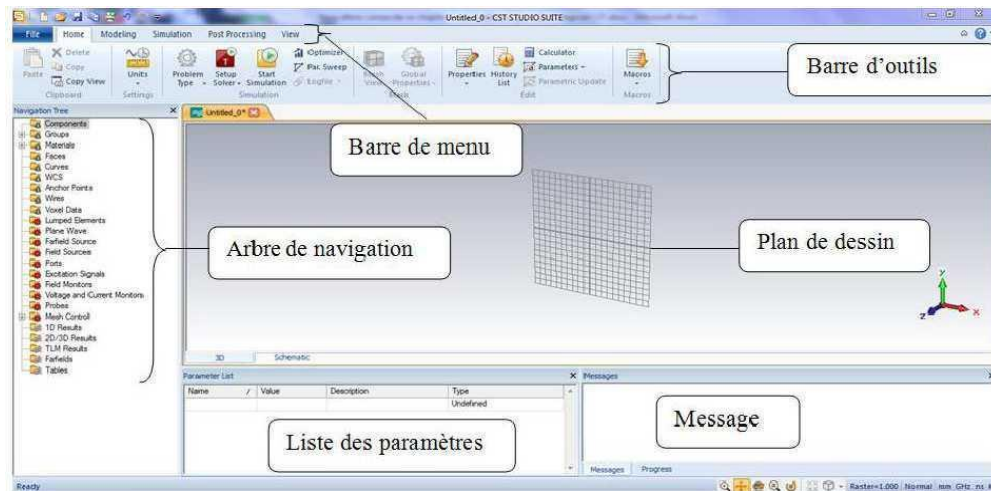 Untitled_0 - CST STUDIO SUITE
File Home Modeling Simulation Post Processing View
Paste
Delete
Copy
Copy View
Clipboard
Units
Settings
Problem Type
Setup Solver
Start Simulation
Optimizer
Par. Sweep
Logfile
Simulation
Mesh View
Global Properties
Properties
History List
Calculator
Parameters
Parametric Update
Edit
Macros
Macros
Barre d'outils
Navigation Tree
Untitled_0*
Components
Groups
Materials
Faces
Curves
WCS
Anchor Points
Wires
Voxel Data
Lumped Elements
Plane Wave
Farfield Source
Field Sources
Ports
Excitation Signals
Field Monitors
Voltage and Current Monitors
Probes
Mesh Control
1D Results
2D/3D Results
TLM Results
Farfields
Tables
Barre de menu
Arbre de navigation
Plan de dessin
y
x
z
3D Schematic
Parameter List
Name / Value Description Type
Undefined
Liste des paramètres
Messages
Message
Messages Progress
Ready
Raster=1.000 Normal mm GHz ns